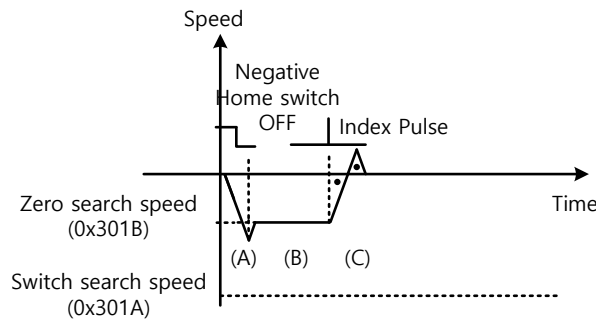 Speed
Negative
Home switch
OFF
Index Pulse
Zero search speed
(0x301B)
Time
(A)
(B)
(C)
Switch search speed
(0x301A)